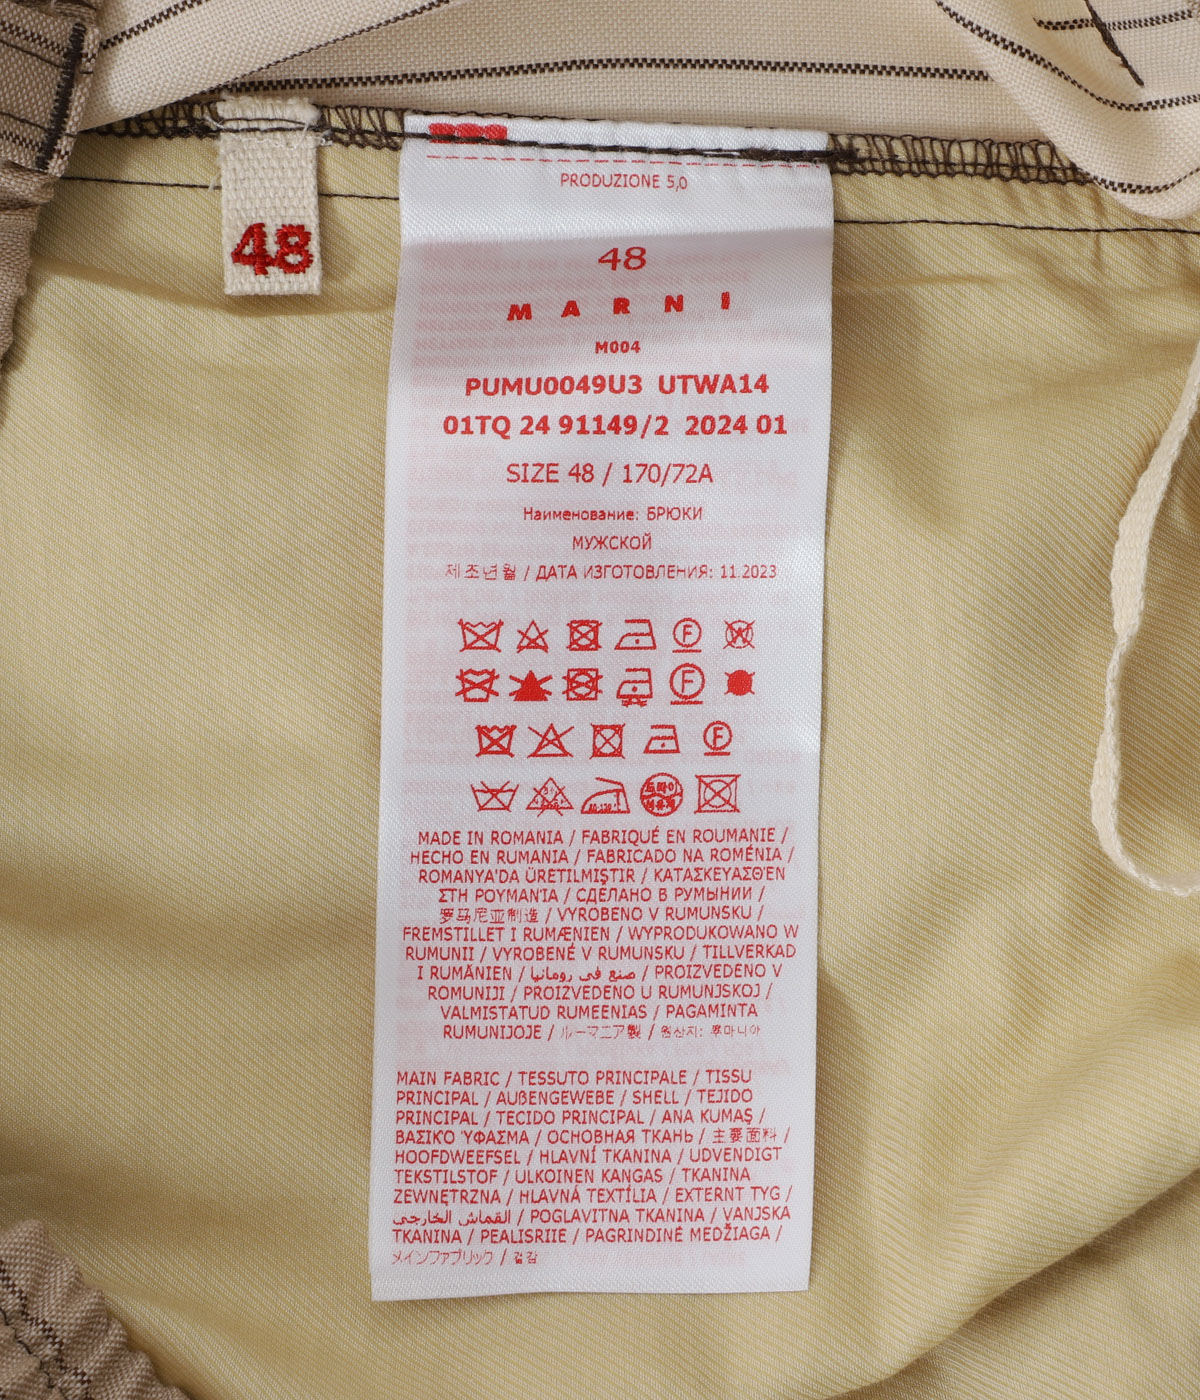 48
PRODUZIONE 5,0
48
MARNI
M004
PUMU0049U3 UTWA14
01TQ 24 91149/2 2024 01
SIZE 48 / 170/72A
Наименование: БРЮКИ
МУЖСКОЙ
제조년월 / ДАТА ИЗГОТОВЛЕНИЯ: 11.2023
F W
F
F
드라이
MADE IN ROMANIA / FABRIQUÉ EN ROUMANIE /
HECHO EN RUMANIA / FABRICADO NA ROMÉNIA /
ROMANYA'DA ÜRETILMIŞTIR / ΚΑΤΑΣΚΕΥΑΣΘΈΝ
ΣΤΗ ΡΟΥΜΑΝΊΑ / СДЕЛАНО В РУМЫНИИ /
罗马尼亚制造 / VYROBENO V RUMUNSKU /
FREMSTILLET I RUMÆNIEN / WYPRODUKOWANO W
RUMUNII / VYROBENÉ V RUMUNSKU / TILLVERKAD
I RUMÄNIEN / صنع في رومانيا / PROIZVEDENO V
ROMUNIJI / PROIZVEDENO U RUMUNJSKOJ /
VALMISTATUD RUMEENIAS / PAGAMINTA
RUMUNIJOJE / ルーマニア製 / 원산지: 루마니아
MAIN FABRIC / TESSUTO PRINCIPALE / TISSU
PRINCIPAL / AUßENGEWEBE / SHELL / TEJIDO
PRINCIPAL / TECIDO PRINCIPAL / ANA KUMAŞ /
ΒΑΣΙΚΌ ΎΦΑΣΜΑ / ОСНОВНАЯ ТКАНЬ / 主要面料 /
HOOFDWEEFSEL / HLAVNÍ TKANINA / UDVENDIGT
TEKSTILSTOF / ULKOINEN KANGAS / TKANINA
ZEWNĘTRZNA / HLAVNÁ TEXTÍLIA / EXTERNT TYG /
القماش الخارجي / POGLAVITNA TKANINA / VANJSKA
TKANINA / PEALISRIIE / PAGRINDINĖ MEDŽIAGA /
メインファブリック / 겉감